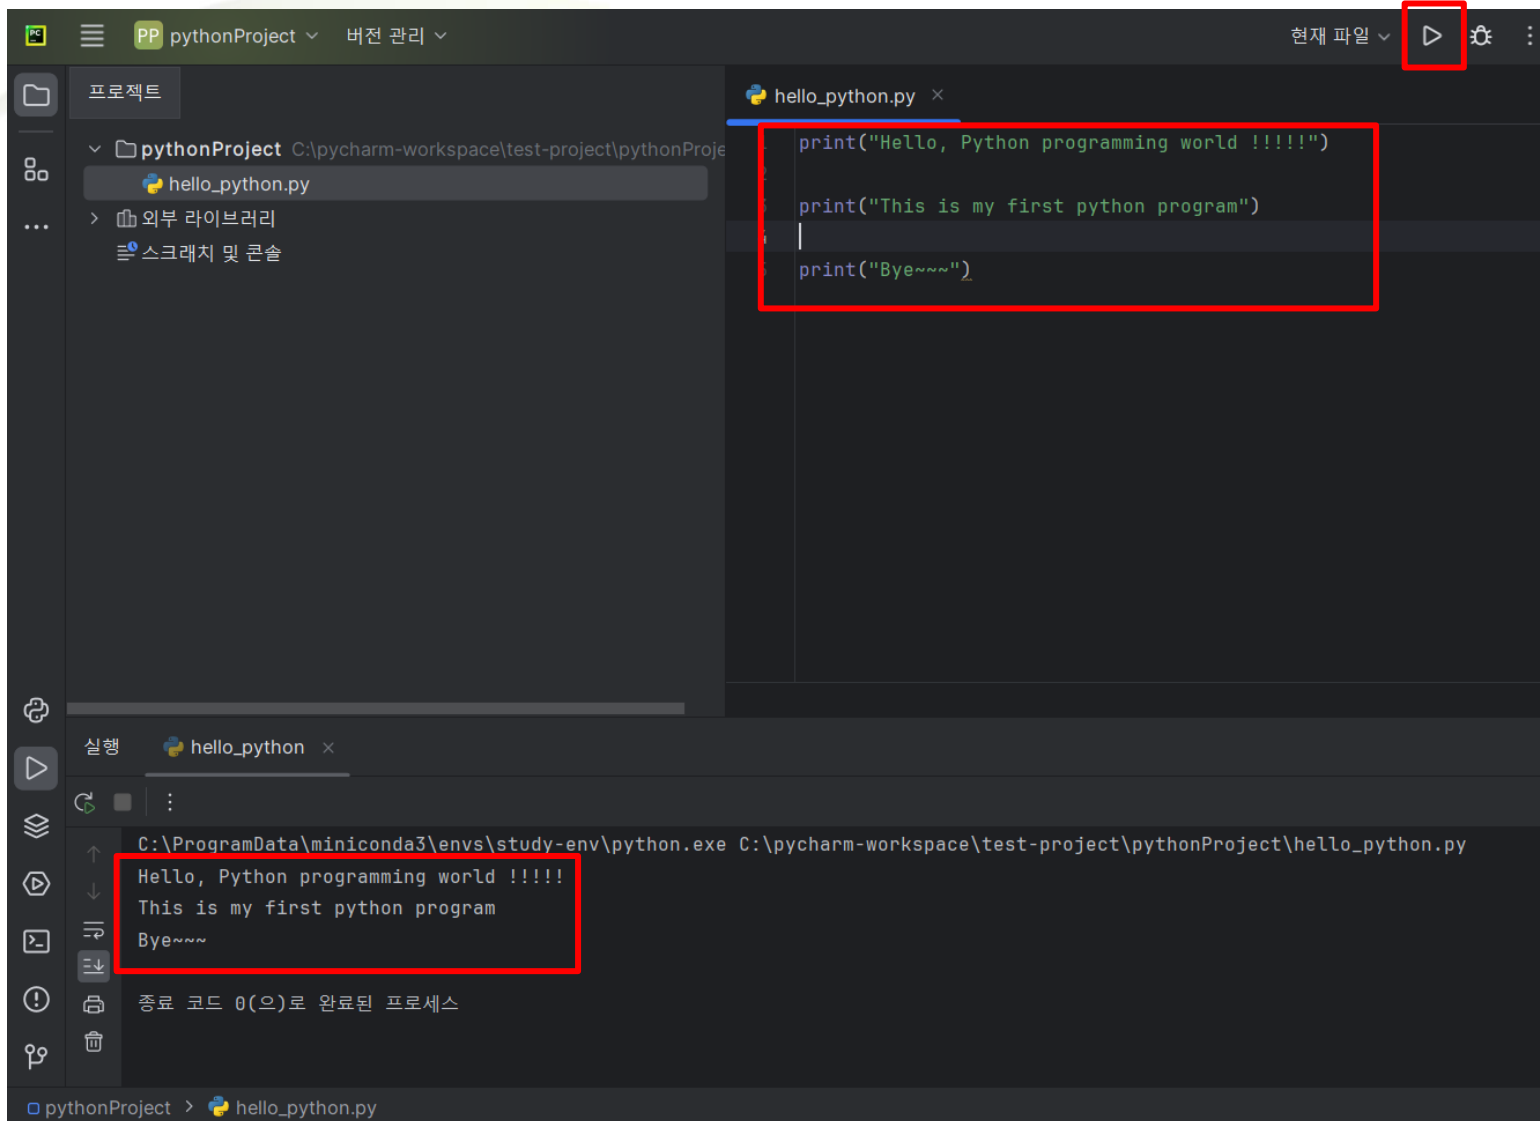 PC
PP pythonProject 버전 관리 현재 파일
프로젝트
hello_python.py
pythonProject C:\pycharm-workspace\test-project\pythonProje
hello_python.py
외부 라이브러리
스크래치 및 콘솔
1 print("Hello, Python programming world !!!!!")
2
3 print("This is my first python program")
4
5 print("Bye~~~")
실행 hello_python
C:\ProgramData\miniconda3\envs\study-env\python.exe C:\pycharm-workspace\test-project\pythonProject\hello_python.py
Hello, Python programming world !!!!!
This is my first python program
Bye~~~
종료 코드 0(으)로 완료된 프로세스
pythonProject > hello_python.py